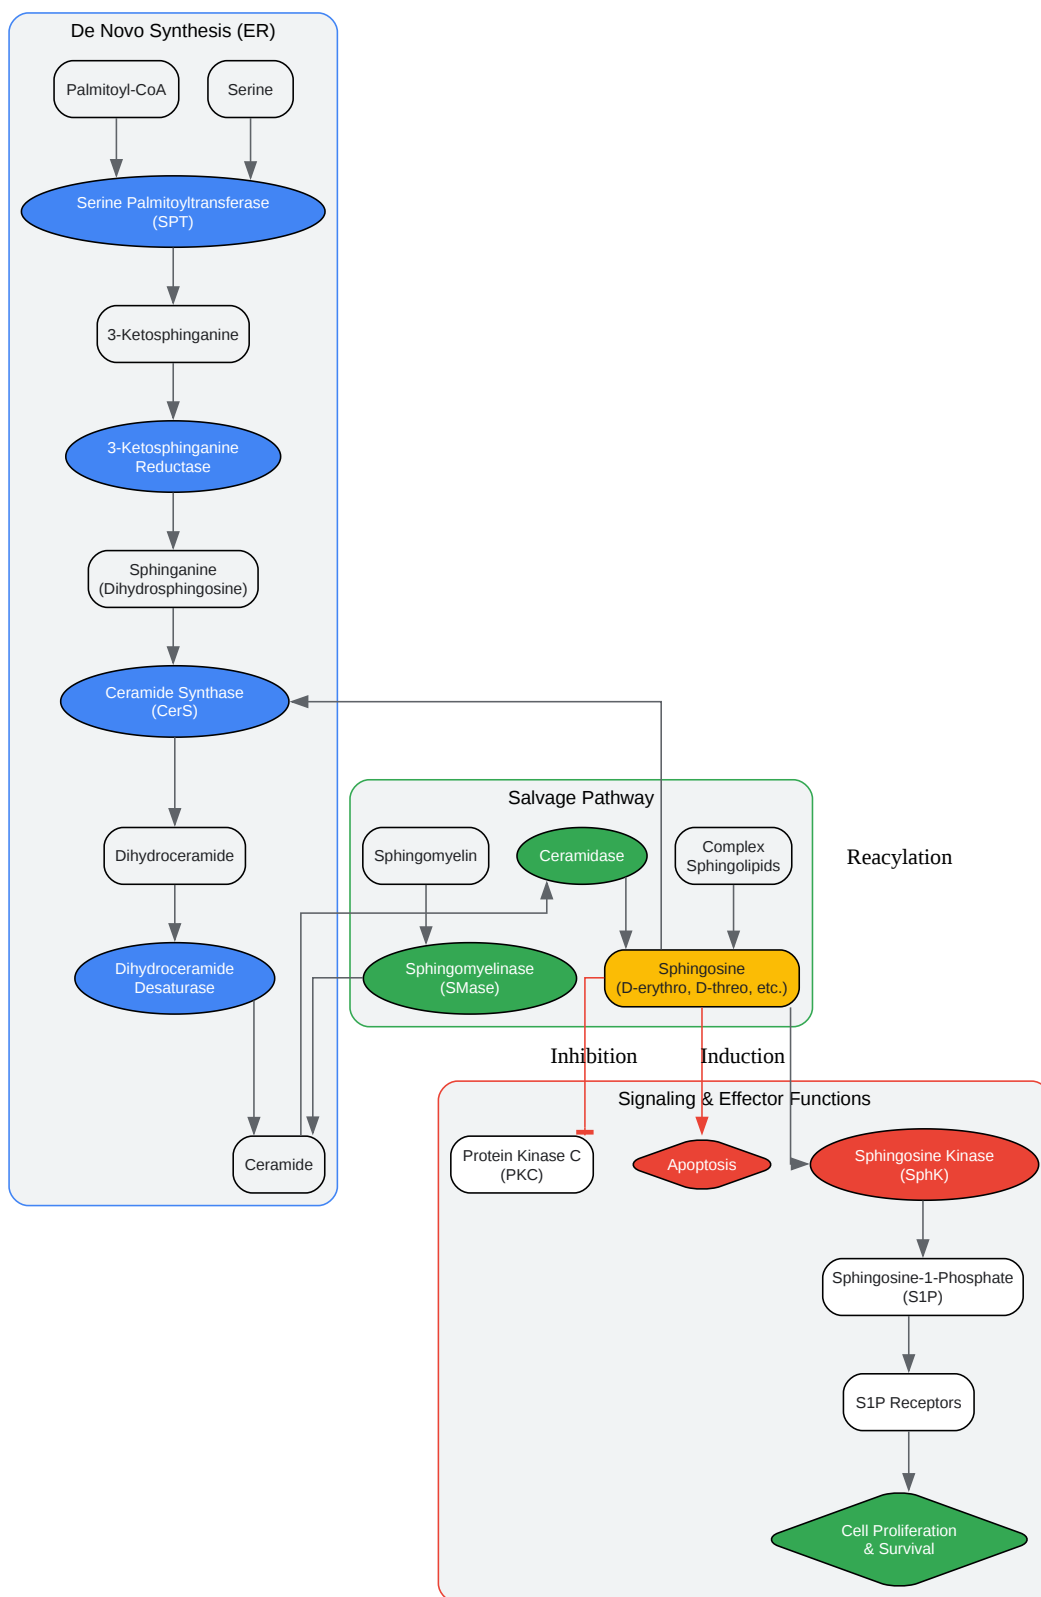 De Novo Synthesis (ER)
Palmitoyl-CoA
Serine
Serine Palmitoyltransferase
(SPT)
3-Ketosphinganine
3-Ketosphinganine
Reductase
Sphinganine
(Dihydrosphingosine)
Ceramide Synthase
(CerS)
Dihydroceramide
Dihydroceramide
Desaturase
Ceramide
Salvage Pathway
Sphingomyelin
Ceramidase
Complex
Sphingolipids
Reacylation
Sphingomyelinase
(SMase)
Sphingosine
(D-erythro, D-threo, etc.)
Inhibition
Induction
Signaling & Effector Functions
Protein Kinase C
(PKC)
Apoptosis
Sphingosine Kinase
(SphK)
Sphingosine-1-Phosphate
(S1P)
S1P Receptors
Cell Proliferation
& Survival